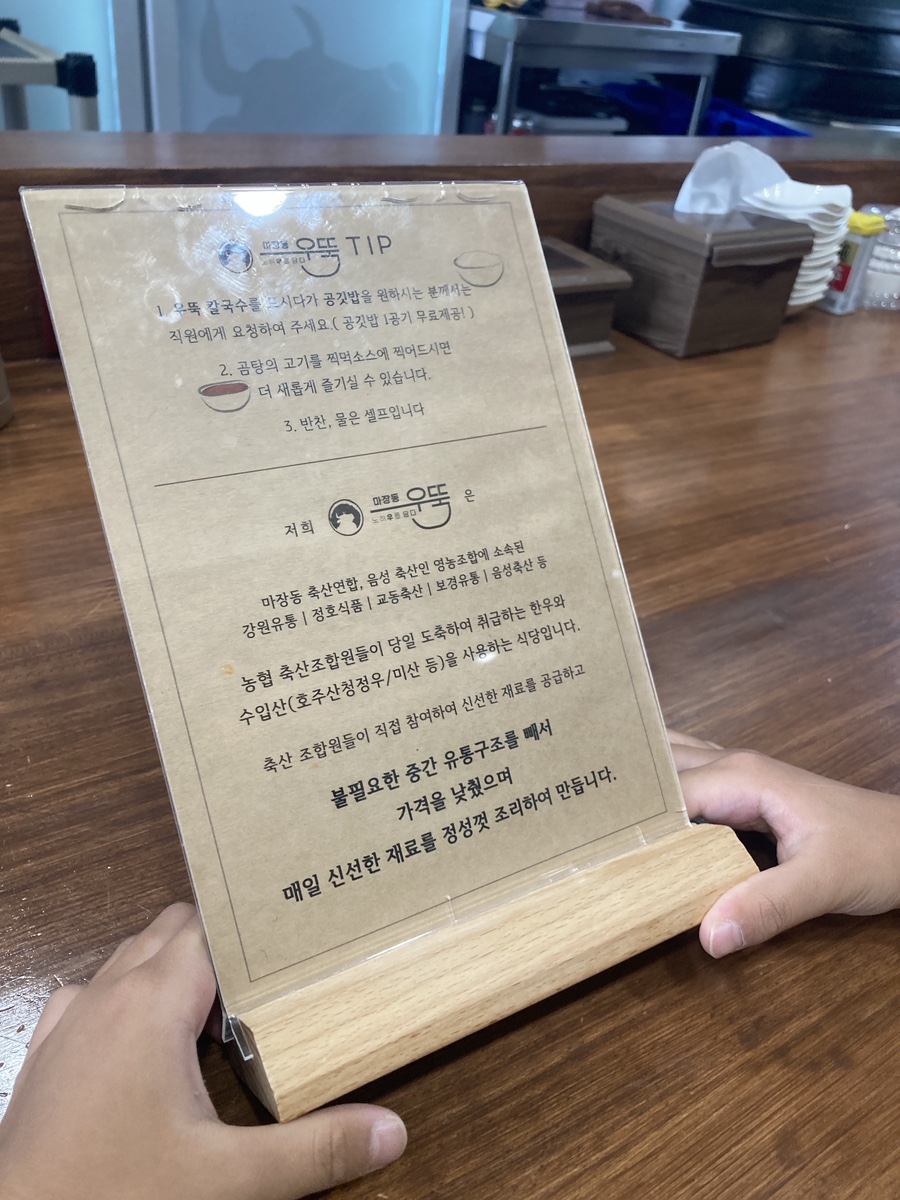 마장동 우뚝 TIP
1. 우뚝 칼국수를 드시다가 공깃밥을 원하시는 분께서는
직원에게 요청하여 주세요.( 공깃밥 1공기 무료제공! )
2. 곰탕의 고기를 찍먹소스에 찍어드시면
더 새롭게 즐기실 수 있습니다.
3. 반찬, 물은 셀프입니다
저희 마장동 우뚝 은
마장동 축산연합, 음성 축산인 영농조합에 소속된
강원유통 | 정호식품 | 교동축산 | 보경유통 | 음성축산 등
농협 축산조합원들이 당일 도축하여 취급하는 한우와
수입산(호주산청정우/미산 등)을 사용하는 식당입니다.
축산 조합원들이 직접 참여하여 신선한 재료를 공급하고
불필요한 중간 유통구조를 빼서
가격을 낮췄으며
매일 신선한 재료를 정성껏 조리하여 만듭니다.